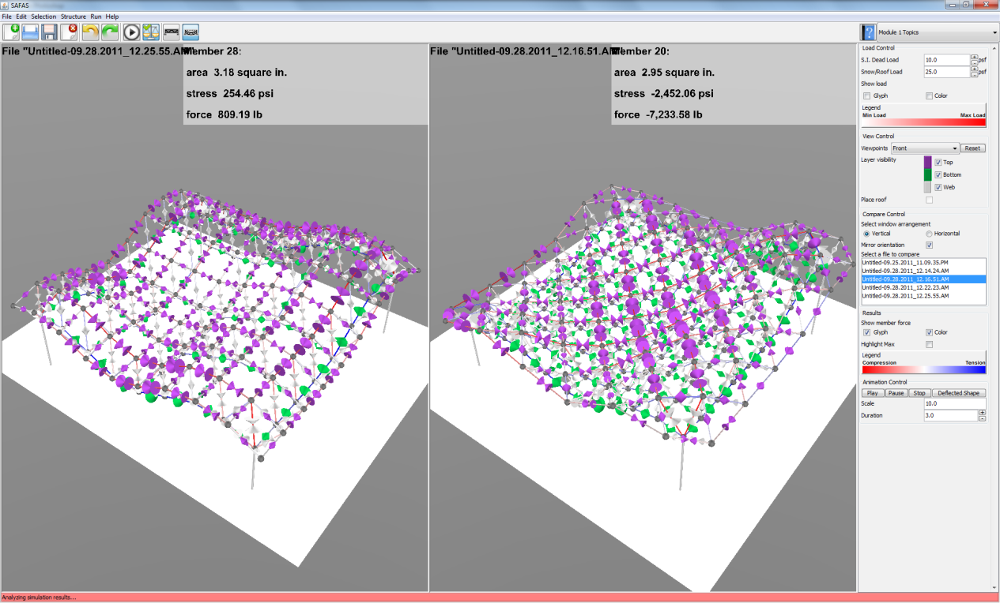 SAFAS
File Edit Selection Structure Run Help
Module 1 Topics
File "Untitled-09.28.2011_12.25.55.AM"
Member 28:
area 3.18 square in.
stress 254.46 psi
force 809.19 lb
File "Untitled-09.28.2011_12.16.51.AM"
Member 20:
area 2.95 square in.
stress -2,452.06 psi
force -7,233.58 lb
Load Control
S.I. Dead Load 10.0 psf
Snow/Roof Load 25.0 psf
Show load
Glyph Color
Legend
Min Load Max Load
View Control
Viewpoints Front Reset
Layer visibility Top
Bottom
Web
Place roof
Compare Control
Select window arrangement
Vertical Horizontal
Mirror orientation
Select a file to compare
Untitled-09.25.2011_11.09.35.PM
Untitled-09.28.2011_12.14.24.AM
Untitled-09.28.2011_12.16.51.AM
Untitled-09.28.2011_12.22.23.AM
Untitled-09.28.2011_12.25.55.AM
Results
Show member force
Glyph Color
Highlight Max
Legend
Compression Tension
Animation Control
Play Pause Stop Deflected Shape
Scale 10.0
Duration 3.0
Analyzing simulation results...